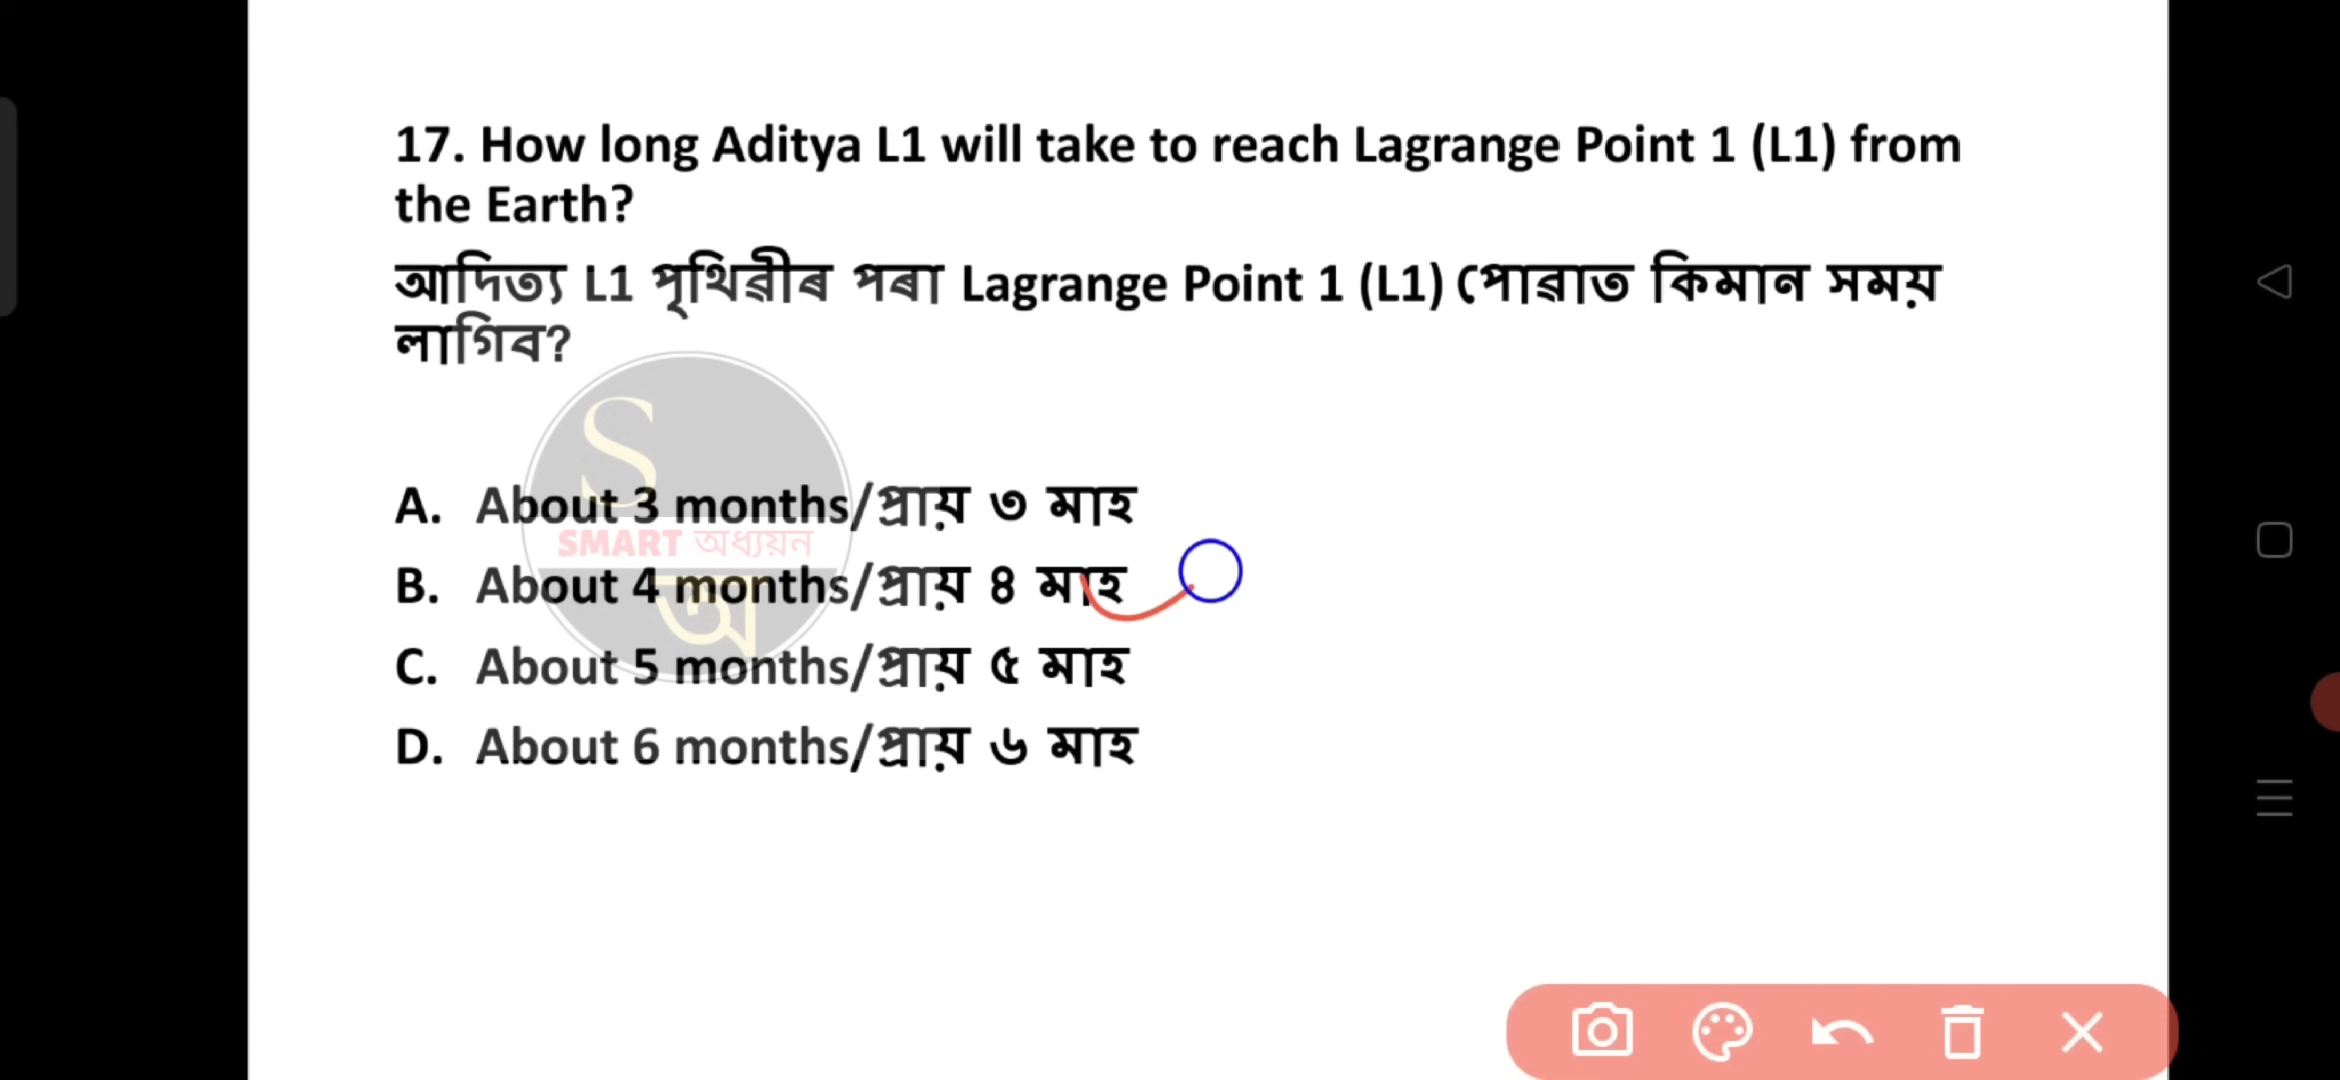 17. How long Aditya L1 will take to reach Lagrange Point 1 (L1) from
the Earth?
আদিত্য L1 পৃথিৱীৰ পৰা Lagrange Point 1 (L1) পোৱাত কিমান সময়
লাগিব?
S
A. About 3 months/প্ৰায় ৩ মাহ
SMART অধ্যয়ন
B. About 4 months/প্ৰায় 8 মাহ
অ
C. About 5 months/প্ৰায় ৫ মাহ
D. About 6 months/প্ৰায় ৬ মাহ